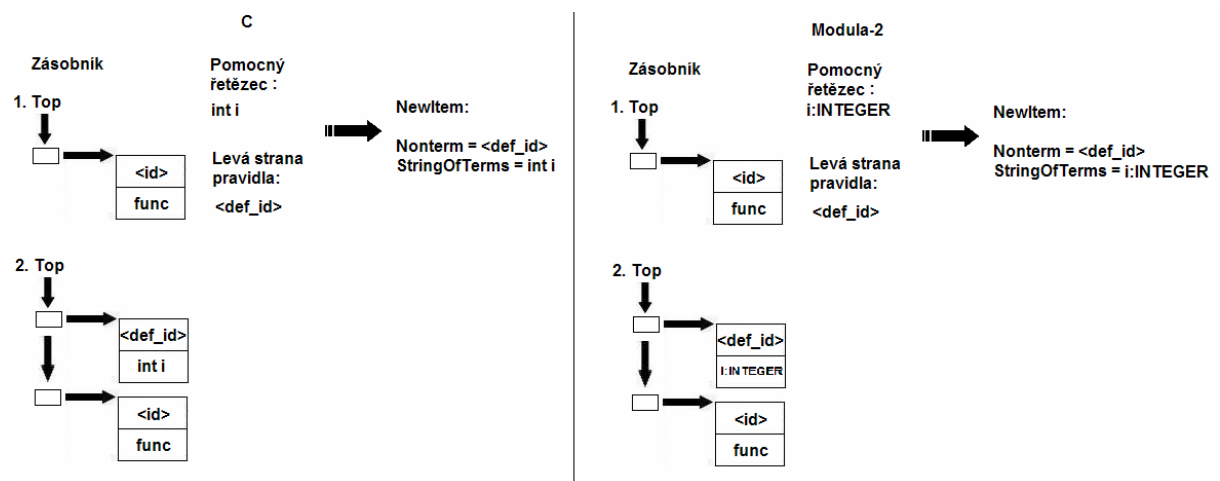 C
Zásobník
Pomocný
řetězec :
int i
1. Top
NewItem:
Nonterm = <def_id>
StringOfTerms = int i
<id>
func
Levá strana
pravidla:
<def_id>
2. Top
<def_id>
int i
<id>
func
Modula-2
Zásobník
Pomocný
řetězec :
i:INTEGER
1. Top
NewItem:
Nonterm = <def_id>
StringOfTerms = i:INTEGER
<id>
func
Levá strana
pravidla:
<def_id>
2. Top
<def_id>
I:INTEGER
<id>
func